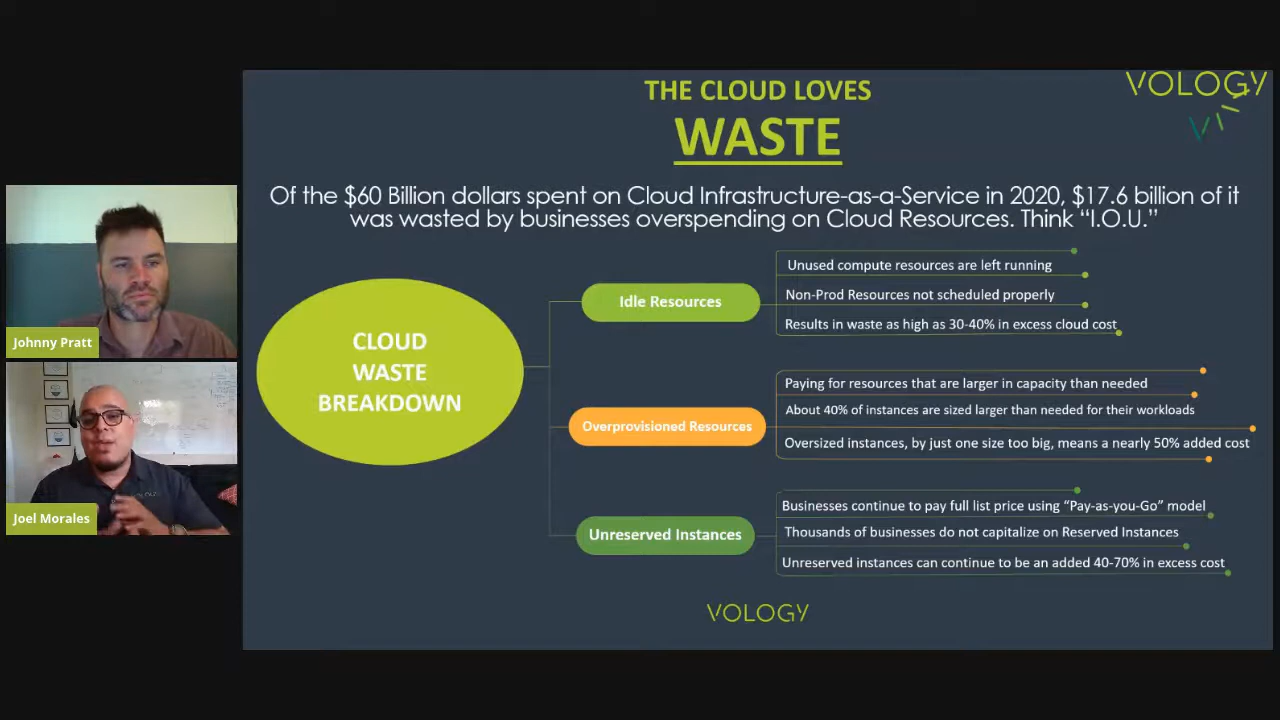 THE CLOUD LOVES
WASTE
VOLOGY
Of the $60 Billion dollars spent on Cloud Infrastructure-as-a-Service in 2020, $17.6 billion of it
was wasted by businesses overspending on Cloud Resources. Think “I.O.U.”
CLOUD
WASTE
BREAKDOWN
Idle Resources
Unused compute resources are left running
Non-Prod Resources not scheduled properly
Results in waste as high as 30-40% in excess cloud cost
Overprovisioned Resources
Paying for resources that are larger in capacity than needed
About 40% of instances are sized larger than needed for their workloads
Oversized instances, by just one size too big, means a nearly 50% added cost
Unreserved Instances
Businesses continue to pay full list price using “Pay-as-you-Go” model
Thousands of businesses do not capitalize on Reserved Instances
Unreserved instances can continue to be an added 40-70% in excess cost
VOLOGY
Johnny Pratt
Joel Morales